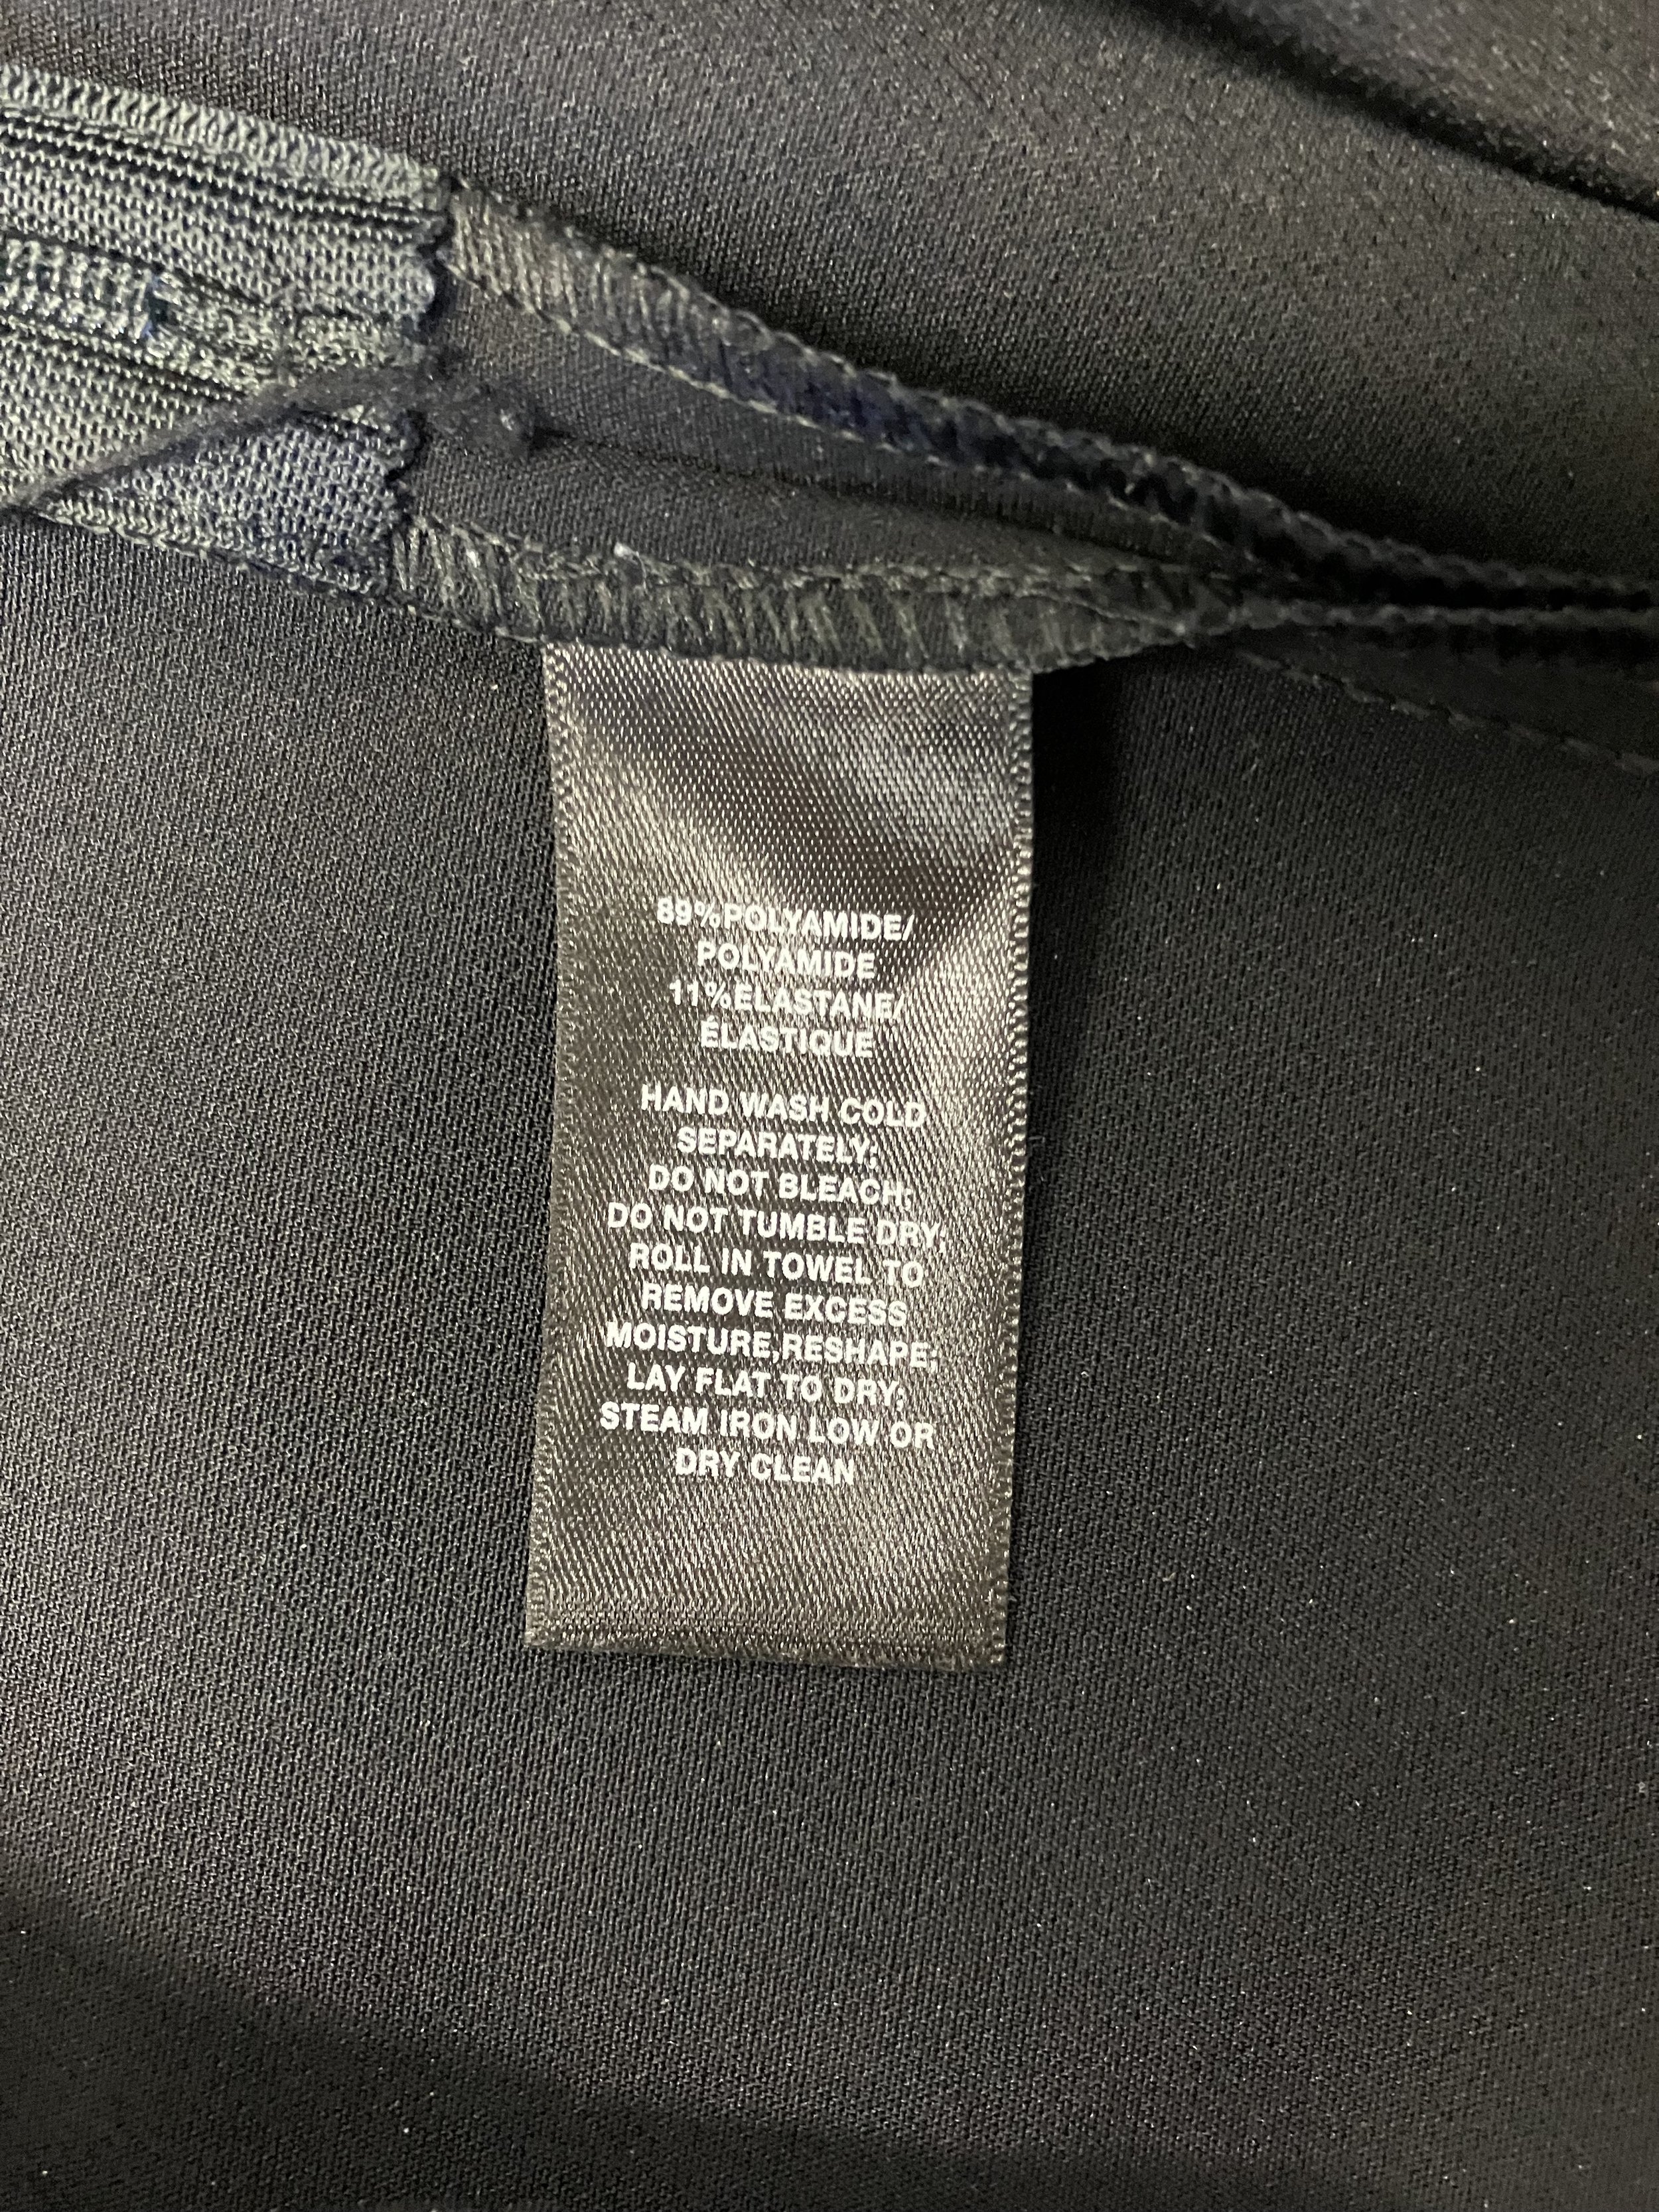 89%POLYAMIDE/
POLYAMIDE
11%ELASTANE/
ÉLASTIQUE
HAND WASH COLD
SEPARATELY;
DO NOT BLEACH;
DO NOT TUMBLE DRY;
ROLL IN TOWEL TO
REMOVE EXCESS
MOISTURE,RESHAPE;
LAY FLAT TO DRY;
STEAM IRON LOW OR
DRY CLEAN